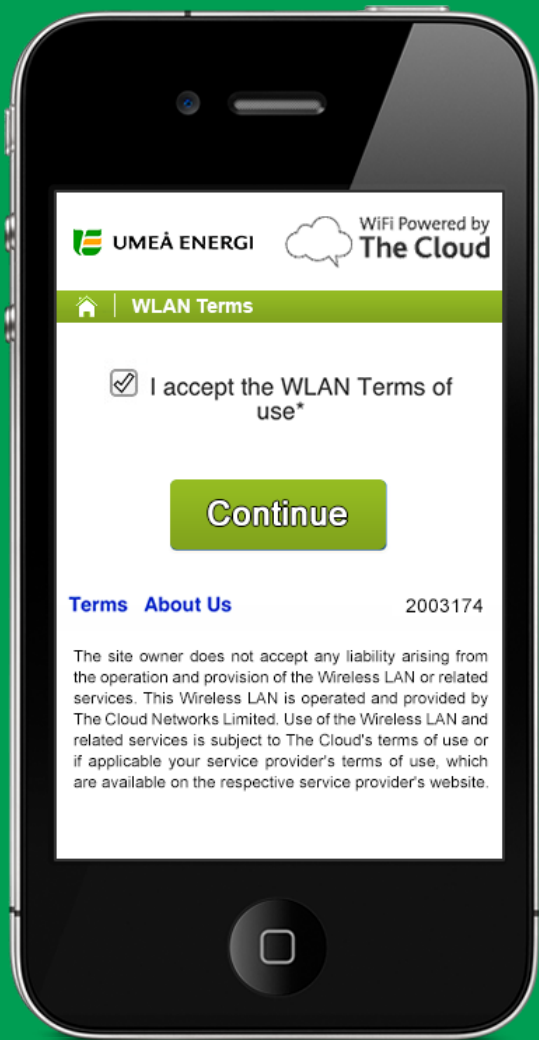 UMEÅ ENERGI
WiFi Powered by
The Cloud
WLAN Terms
I accept the WLAN Terms of
use*
Continue
Terms About Us 2003174
The site owner does not accept any liability arising from
the operation and provision of the Wireless LAN or related
services. This Wireless LAN is operated and provided by
The Cloud Networks Limited. Use of the Wireless LAN and
related services is subject to The Cloud's terms of use or
if applicable your service provider's terms of use, which
are available on the respective service provider's website.